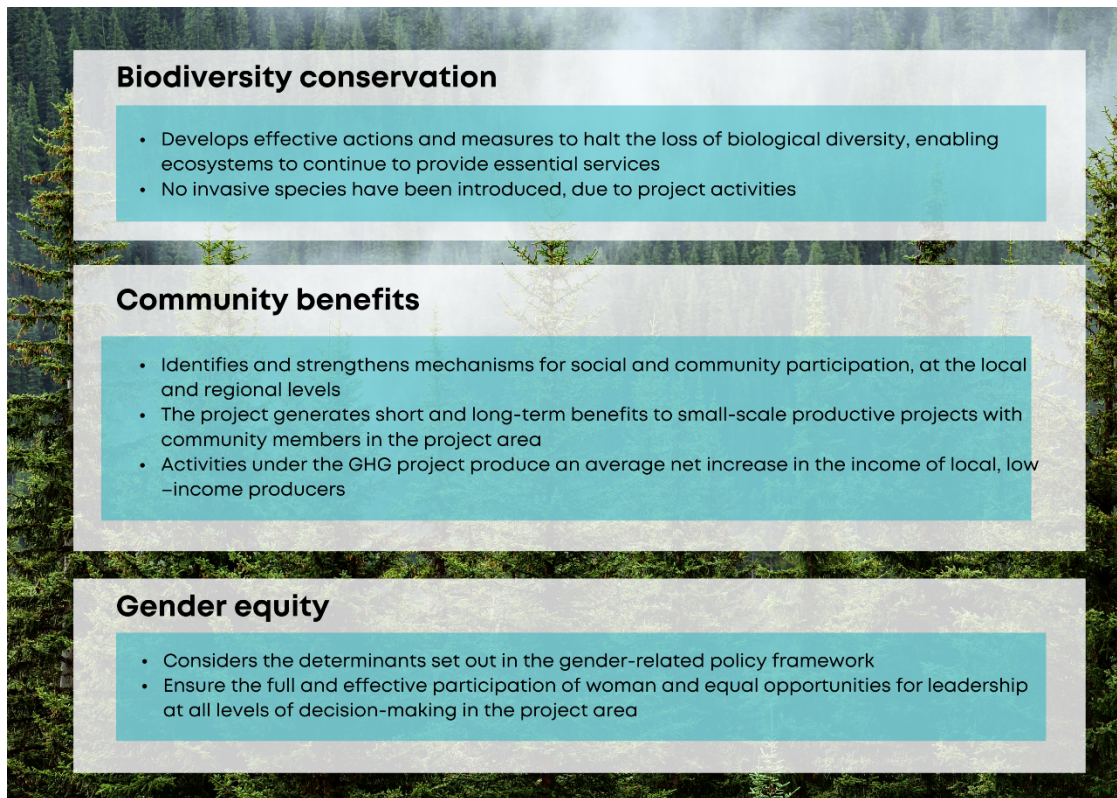 Biodiversity conservation
• Develops effective actions and measures to halt the loss of biological diversity, enabling
ecosystems to continue to provide essential services
• No invasive species have been introduced, due to project activities
Community benefits
• Identifies and strengthens mechanisms for social and community participation, at the local
and regional levels
• The project generates short and long-term benefits to small-scale productive projects with
community members in the project area
• Activities under the GHG project produce an average net increase in the income of local, low
–income producers
Gender equity
• Considers the determinants set out in the gender-related policy framework
• Ensure the full and effective participation of woman and equal opportunities for leadership
at all levels of decision-making in the project area